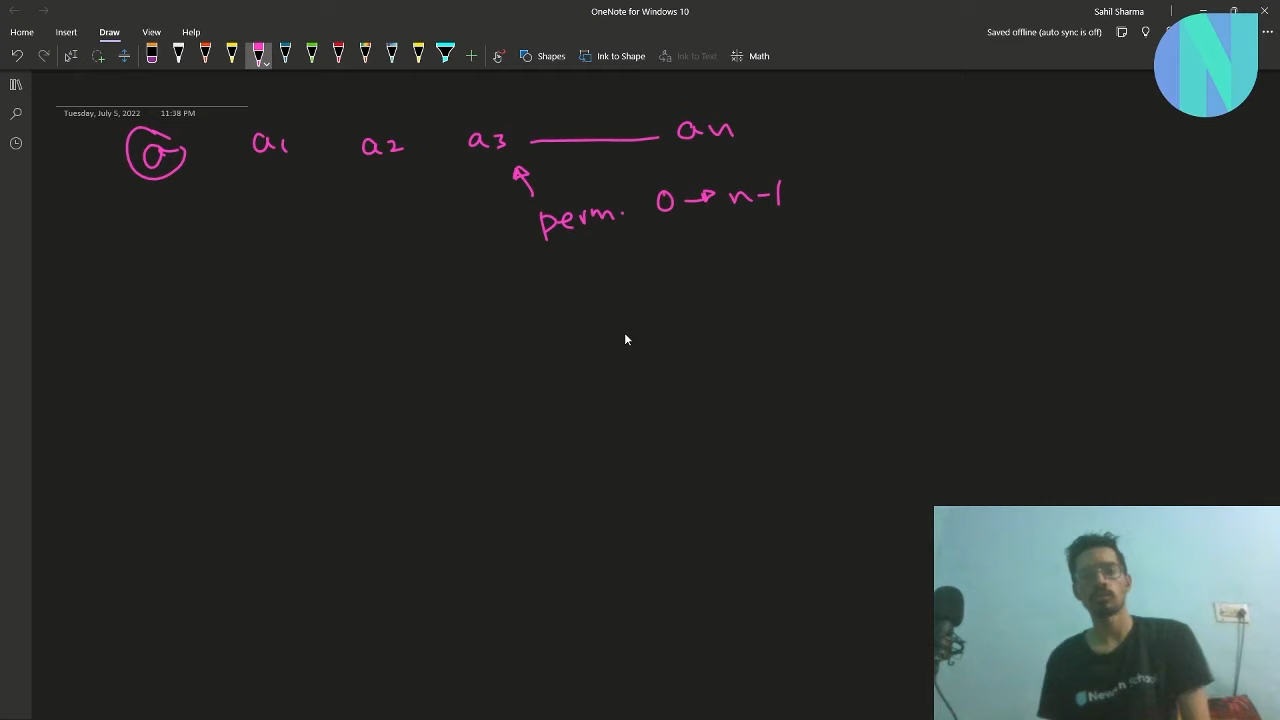 OneNote for Windows 10
Sahil Sharma
Home Insert Draw View Help
Saved offline (auto sync is off)
Shapes Ink to Shape Ink to Text Math
Tuesday, July 5, 2022 11:38 PM
a a1 a2 a3 — an
perm. 0 → n-1
N